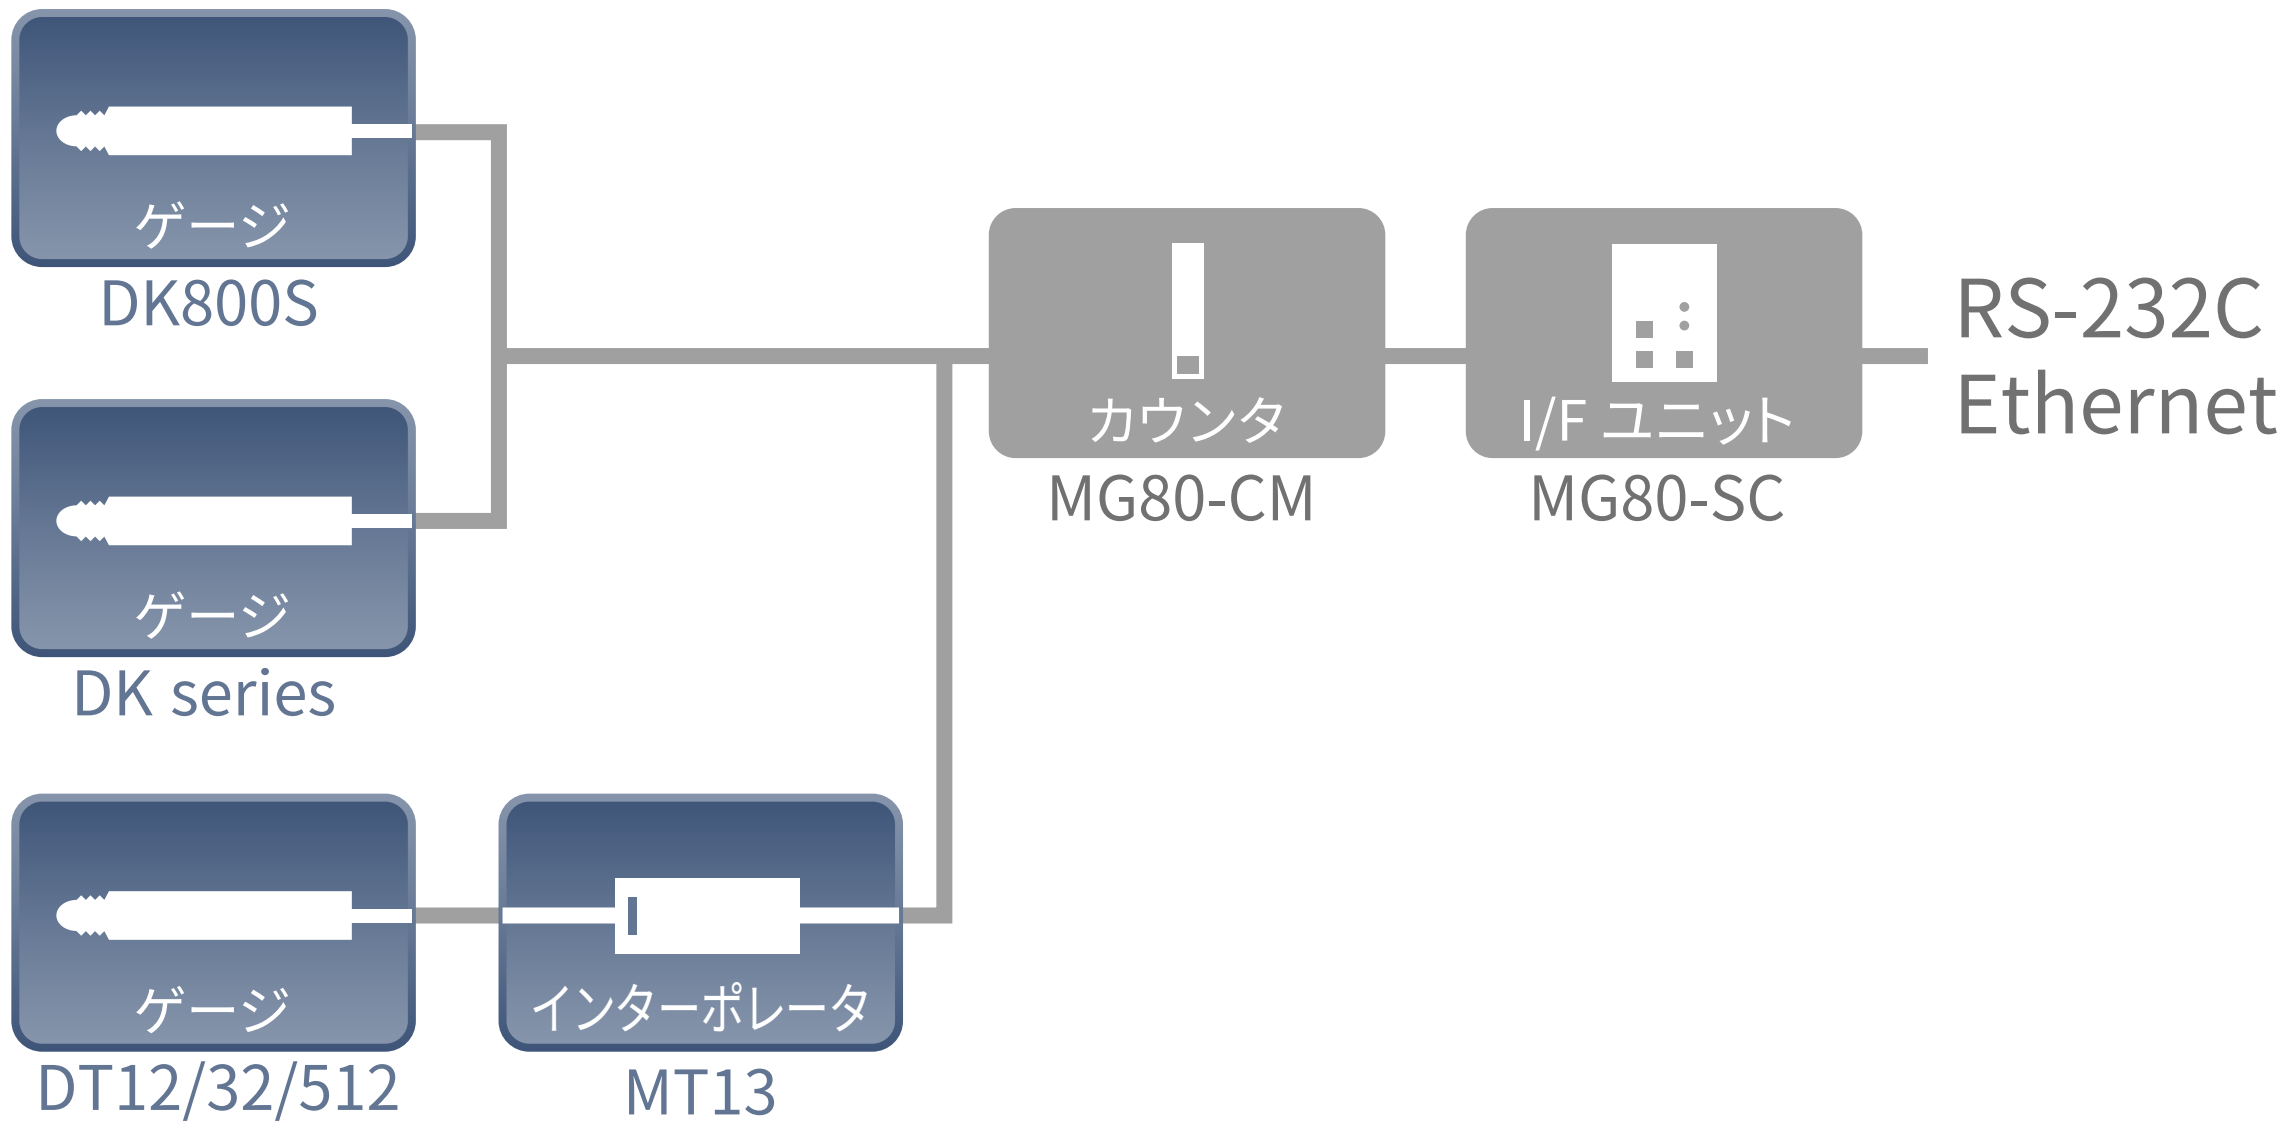 ゲージ
DK800S
ゲージ
DK series
ゲージ
DT12/32/512
インターポレータ
MT13
カウンタ
MG80-CM
I/F ユニット
MG80-SC
RS-232C
Ethernet